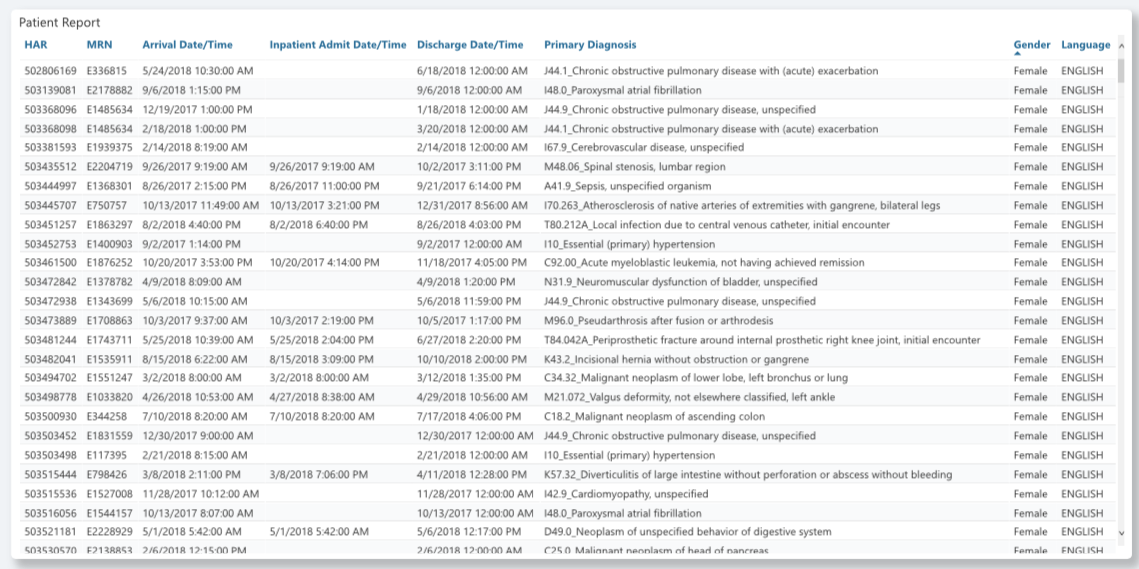 Patient Report
HAR MRN Arrival Date/Time Inpatient Admit Date/Time Discharge Date/Time Primary Diagnosis Gender Language
502806169 E336815 5/24/2018 10:30:00 AM 6/18/2018 12:00:00 AM J44.1_Chronic obstructive pulmonary disease with (acute) exacerbation Female ENGLISH
503139081 E2178882 9/6/2018 1:15:00 PM 9/6/2018 12:00:00 AM I48.0_Paroxysmal atrial fibrillation Female ENGLISH
503368096 E1485634 12/19/2017 1:00:00 PM 1/18/2018 12:00:00 AM J44.9_Chronic obstructive pulmonary disease, unspecified Female ENGLISH
503368098 E1485634 2/18/2018 1:00:00 PM 3/20/2018 12:00:00 AM J44.1_Chronic obstructive pulmonary disease with (acute) exacerbation Female ENGLISH
503381593 E1939375 2/14/2018 8:19:00 AM 2/14/2018 12:00:00 AM I67.9_Cerebrovascular disease, unspecified Female ENGLISH
503435512 E2204719 9/26/2017 9:19:00 AM 9/26/2017 9:19:00 AM 10/2/2017 3:11:00 PM M48.06_Spinal stenosis, lumbar region Female ENGLISH
503444997 E1368301 8/26/2017 2:15:00 PM 8/26/2017 11:00:00 PM 9/21/2017 6:14:00 PM A41.9_Sepsis, unspecified organism Female ENGLISH
503445707 E750757 10/13/2017 11:49:00 AM 10/13/2017 3:21:00 PM 12/31/2017 8:56:00 AM I70.263_Atherosclerosis of native arteries of extremities with gangrene, bilateral legs Female ENGLISH
503451257 E1863297 8/2/2018 4:40:00 PM 8/2/2018 6:40:00 PM 8/26/2018 4:03:00 PM T80.212A_Local infection due to central venous catheter, initial encounter Female ENGLISH
503452753 E1400903 9/2/2017 1:14:00 PM 9/2/2017 12:00:00 AM I10_Essential (primary) hypertension Female ENGLISH
503461500 E1876252 10/20/2017 3:53:00 PM 10/20/2017 4:14:00 PM 11/18/2017 4:05:00 PM C92.00_Acute myeloblastic leukemia, not having achieved remission Female ENGLISH
503472842 E1378782 4/9/2018 8:09:00 AM 4/9/2018 1:20:00 PM N31.9_Neuromuscular dysfunction of bladder, unspecified Female ENGLISH
503472938 E1343699 5/6/2018 10:15:00 AM 5/6/2018 11:59:00 PM J44.9_Chronic obstructive pulmonary disease, unspecified Female ENGLISH
503473889 E1708863 10/3/2017 9:37:00 AM 10/3/2017 2:19:00 PM 10/5/2017 1:17:00 PM M96.0_Pseudarthrosis after fusion or arthrodesis Female ENGLISH
503481244 E1743711 5/25/2018 10:39:00 AM 5/25/2018 2:04:00 PM 6/27/2018 2:20:00 PM T84.042A_Periprosthetic fracture around internal prosthetic right knee joint, initial encounter Female ENGLISH
503482041 E1535911 8/15/2018 6:22:00 AM 8/15/2018 3:09:00 PM 10/10/2018 2:00:00 PM K43.2_Incisional hernia without obstruction or gangrene Female ENGLISH
503494702 E1551247 3/2/2018 8:00:00 AM 3/2/2018 8:00:00 AM 3/12/2018 1:35:00 PM C34.32_Malignant neoplasm of lower lobe, left bronchus or lung Female ENGLISH
503498778 E1033820 4/26/2018 10:53:00 AM 4/27/2018 8:38:00 AM 4/29/2018 10:56:00 AM M21.072_Valgus deformity, not elsewhere classified, left ankle Female ENGLISH
503500930 E344258 7/10/2018 8:20:00 AM 7/10/2018 8:20:00 AM 7/17/2018 4:06:00 PM C18.2_Malignant neoplasm of ascending colon Female ENGLISH
503503452 E1831559 12/30/2017 9:00:00 AM 12/30/2017 12:00:00 AM J44.9_Chronic obstructive pulmonary disease, unspecified Female ENGLISH
503503498 E117395 2/21/2018 8:15:00 AM 2/21/2018 12:00:00 AM I10_Essential (primary) hypertension Female ENGLISH
503515444 E798426 3/8/2018 2:11:00 PM 3/8/2018 7:06:00 PM 4/11/2018 12:28:00 PM K57.32_Diverticulitis of large intestine without perforation or abscess without bleeding Female ENGLISH
503515536 E1527008 11/28/2017 10:12:00 AM 11/28/2017 12:00:00 AM I42.9_Cardiomyopathy, unspecified Female ENGLISH
503516056 E1544157 10/13/2017 8:07:00 AM 10/13/2017 12:00:00 AM I48.0_Paroxysmal atrial fibrillation Female ENGLISH
503521181 E2228929 5/1/2018 5:42:00 AM 5/1/2018 5:42:00 AM 5/6/2018 12:17:00 PM D49.0_Neoplasm of unspecified behavior of digestive system Female ENGLISH
503530570 E2138853 2/6/2018 12:15:00 PM 2/6/2018 12:00:00 AM C25.0_Malignant neoplasm of head of pancreas Female ENGLISH